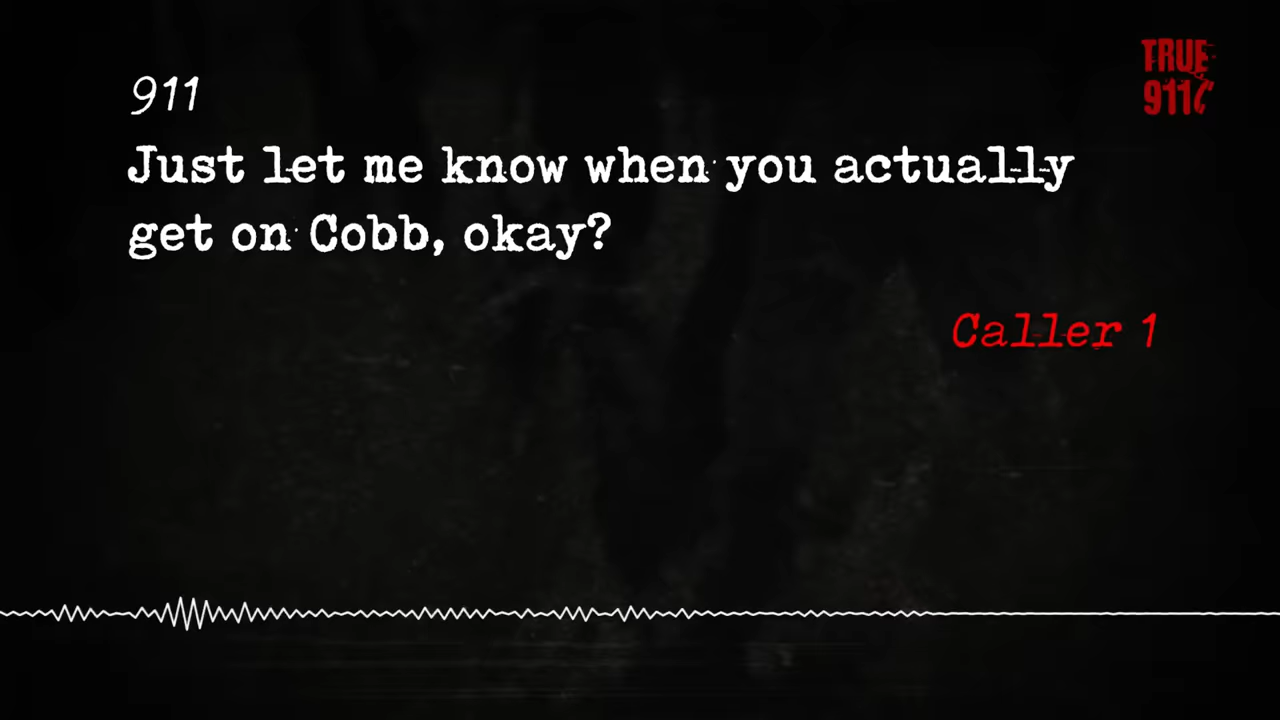 TRUE
911
911
Just let me know when you actually
get on Cobb, okay?
Caller 1